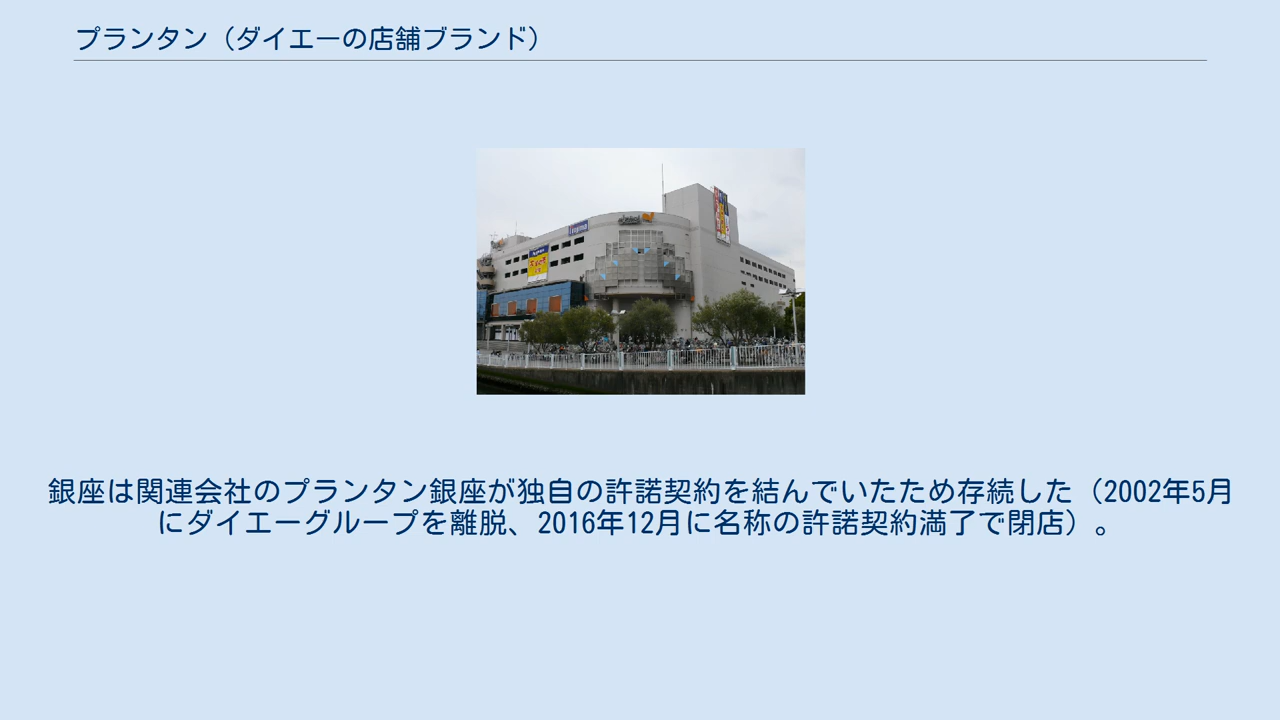 プランタン（ダイエーの店舗ブランド）
銀座は関連会社のプランタン銀座が独自の許諾契約を結んでいたため存続した（2002年5月
にダイエーグループを離脱、2016年12月に名称の許諾契約満了で閉店）。